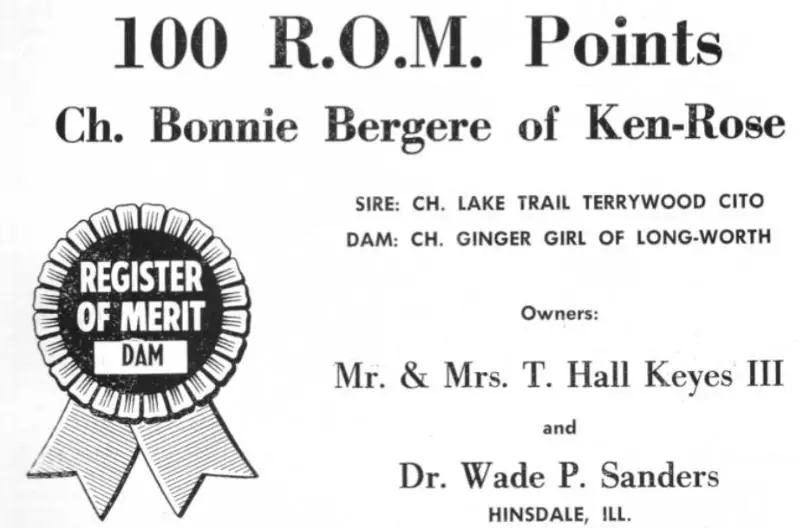 100 R.O.M. Points
Ch. Bonnie Bergere of Ken-Rose
SIRE: CH. LAKE TRAIL TERRYWOOD CITO
DAM: CH. GINGER GIRL OF LONG-WORTH
REGISTER
OF MERIT
DAM
Owners:
Mr. & Mrs. T. Hall Keyes III
and
Dr. Wade P. Sanders
HINSDALE, ILL.